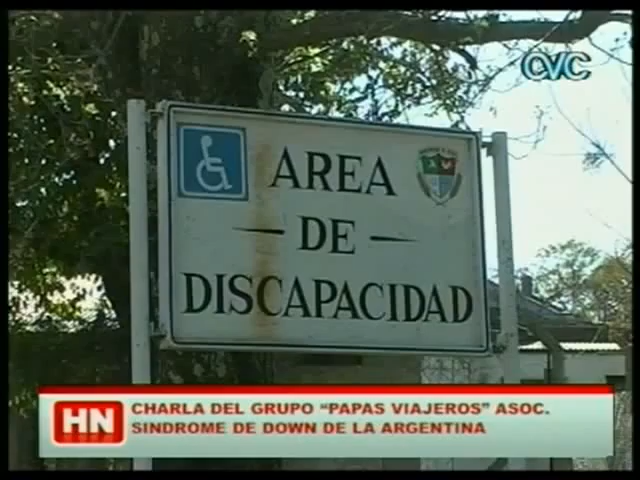 CVC
AREA
DE
DISCAPACIDAD
HN
CHARLA DEL GRUPO "PAPAS VIAJEROS" ASOC.
SINDROME DE DOWN DE LA ARGENTINA